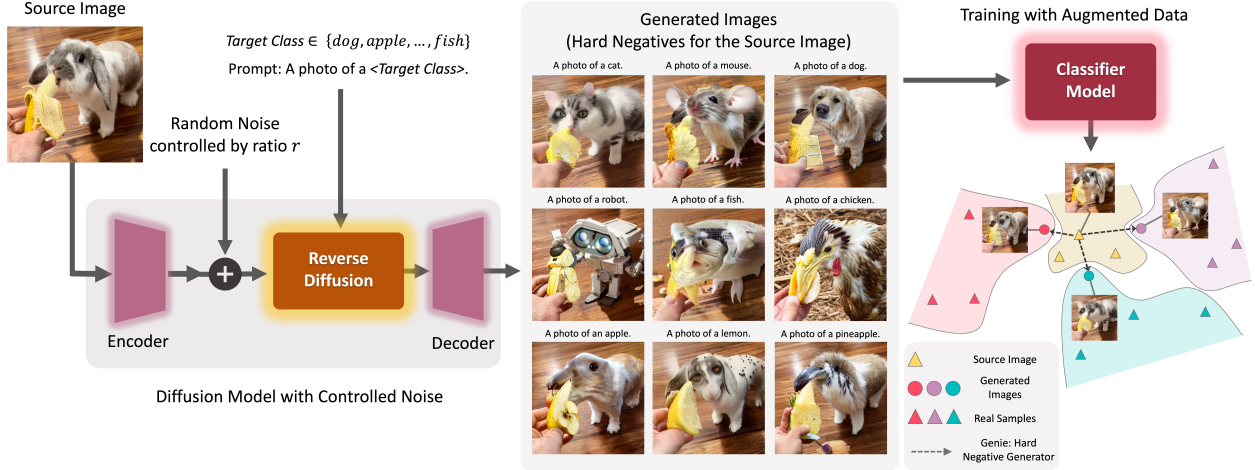 Source Image
Target Class ∈ {dog, apple, ..., fish}
Prompt: A photo of a <Target Class>.
Random Noise
controlled by ratio r
Encoder
Reverse
Diffusion
Decoder
Diffusion Model with Controlled Noise
Generated Images
(Hard Negatives for the Source Image)
A photo of a cat.
A photo of a mouse.
A photo of a dog.
A photo of a robot.
A photo of a fish.
A photo of a chicken.
A photo of an apple.
A photo of a lemon.
A photo of a pineapple.
Training with Augmented Data
Classifier
Model
Source Image
Generated
Images
Real Samples
Genie: Hard
Negative Generator